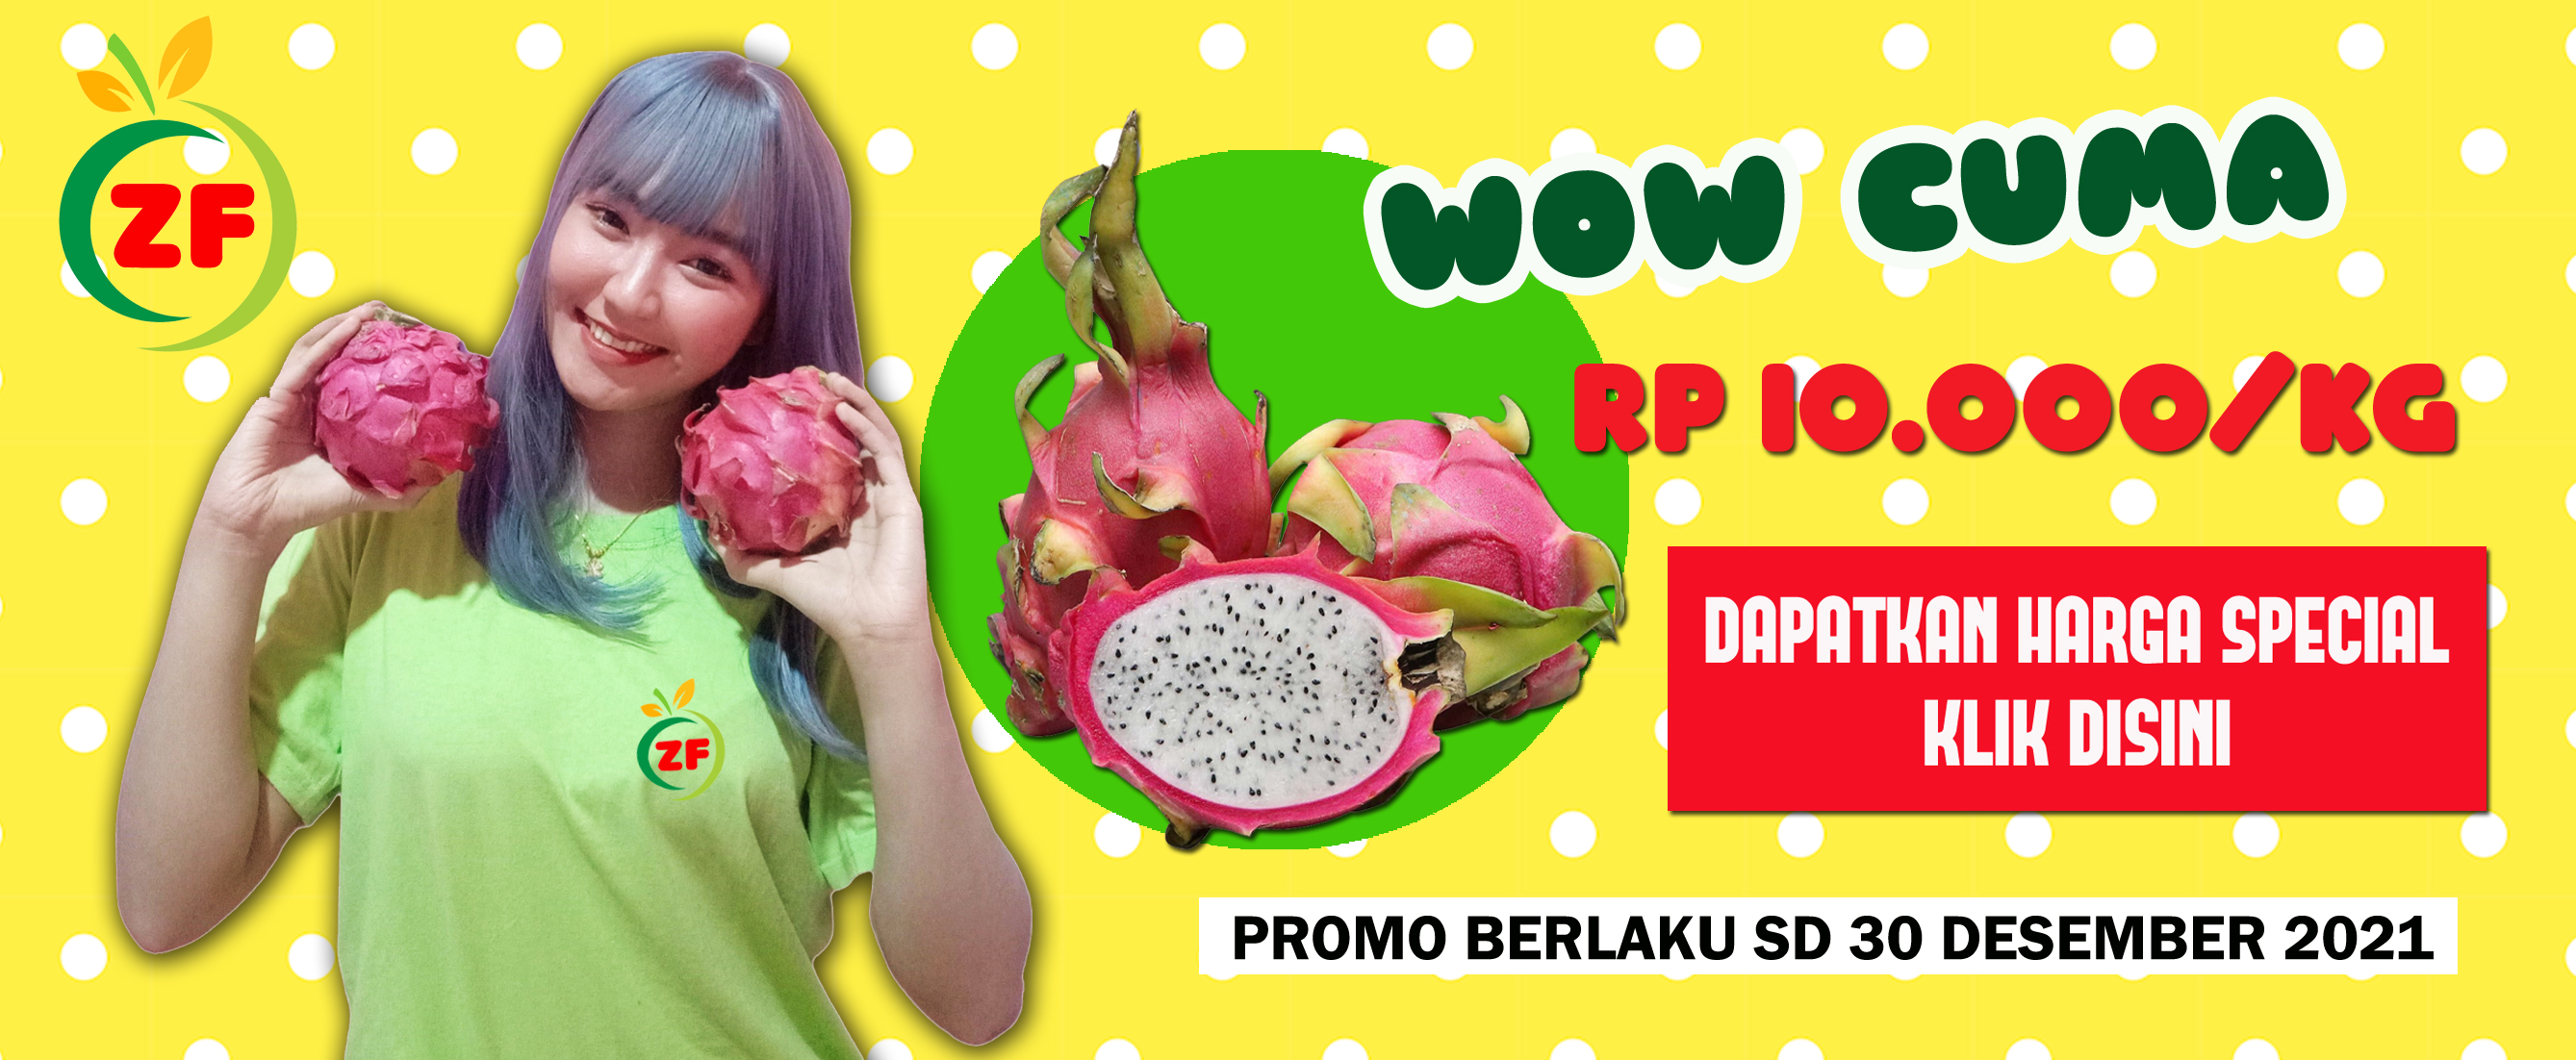 ZF
WOW CUMA
RP 10.000/KG
DAPATKAN HARGA SPECIAL
KLIK DISINI
ZF
PROMO BERLAKU SD 30 DESEMBER 2021